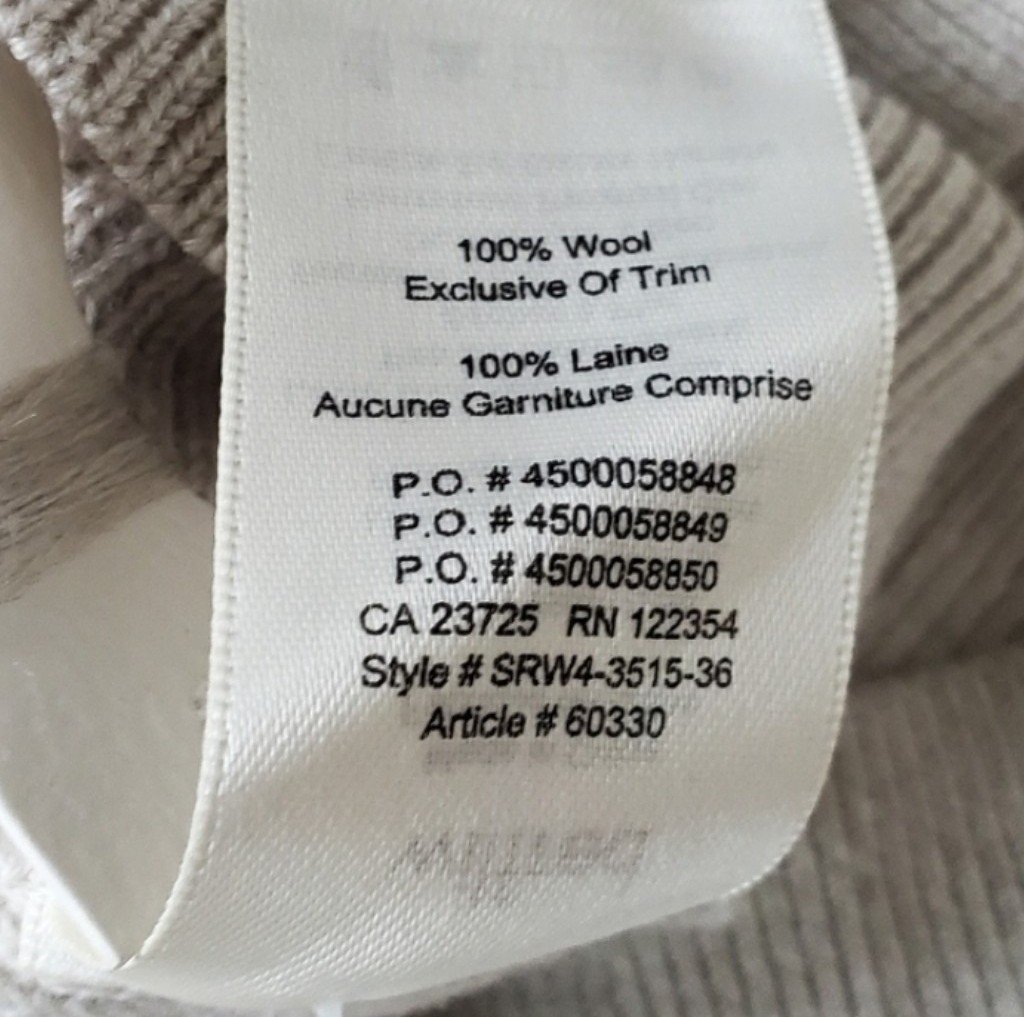 100% Wool
Exclusive Of Trim
100% Laine
Aucune Garniture Comprise
P.O. # 4500058848
P.O. # 4500058849
P.O. # 4500058850
CA 23725 RN 122354
Style # SRW4-3515-36
Article # 60330